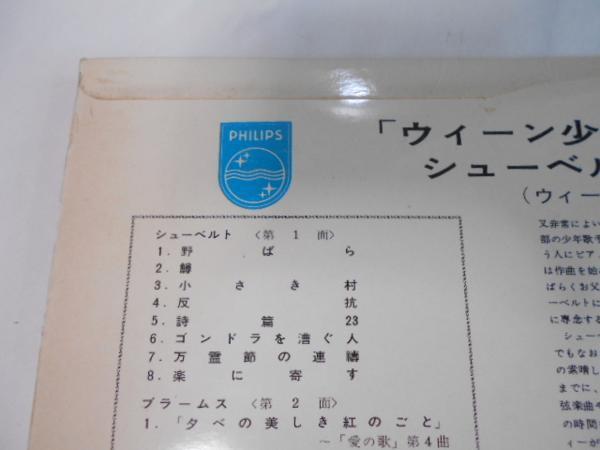 PHILIPS
「ウィーン少
シューベル
(ウィー
シューベルト 〈第 1 面〉
1. 野ばら
2. 鱒
3. 小さき村
4. 反抗
5. 詩篇 23
6. ゴンドラを漕ぐ人
7. 万霊節の連禱
8. 楽に寄す
ブラームス 〈第 2 面〉
1. 「夕べの美しき紅のごと」
~「愛の歌」第4曲
又非常によい
部の少年歌手
う人にピア
は作曲を始め
ばらくお父
ーベルトに
に専念する
シュー
でもなお
の素晴し
までに、
弦楽曲や
の時間
ィーが